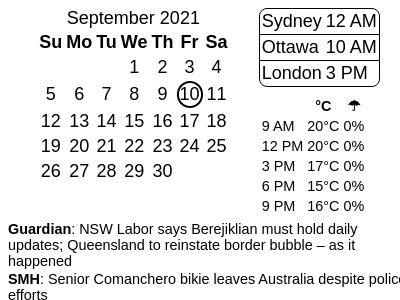 September 2021
Su Mo Tu We Th Fr Sa
1 2 3 4
5 6 7 8 9 10 11
12 13 14 15 16 17 18
19 20 21 22 23 24 25
26 27 28 29 30
Sydney 12 AM
Ottawa 10 AM
London 3 PM
°C ☂
9 AM 20°C 0%
12 PM 20°C 0%
3 PM 17°C 0%
6 PM 15°C 0%
9 PM 16°C 0%
Guardian: NSW Labor says Berejiklian must hold daily
updates; Queensland to reinstate border bubble – as it
happened
SMH: Senior Comanchero bikie leaves Australia despite police
efforts